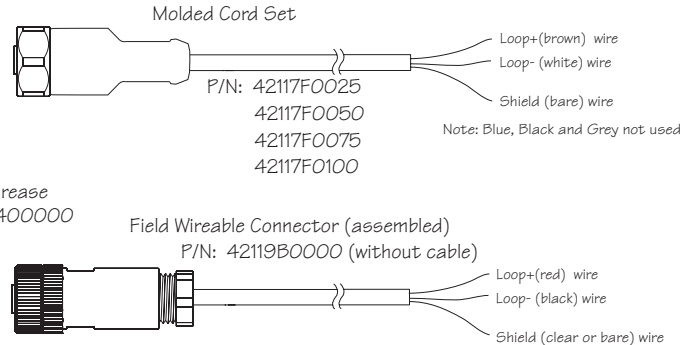 Molded Cord Set
Loop+(brown) wire
Loop- (white) wire
Shield (bare) wire
P/N: 42117F0025
42117F0050
42117F0075
42117F0100
Note: Blue, Black and Grey not used
rease
400000
Field Wireable Connector (assembled)
P/N: 42119B0000 (without cable)
Loop+(red) wire
Loop- (black) wire
Shield (clear or bare) wire